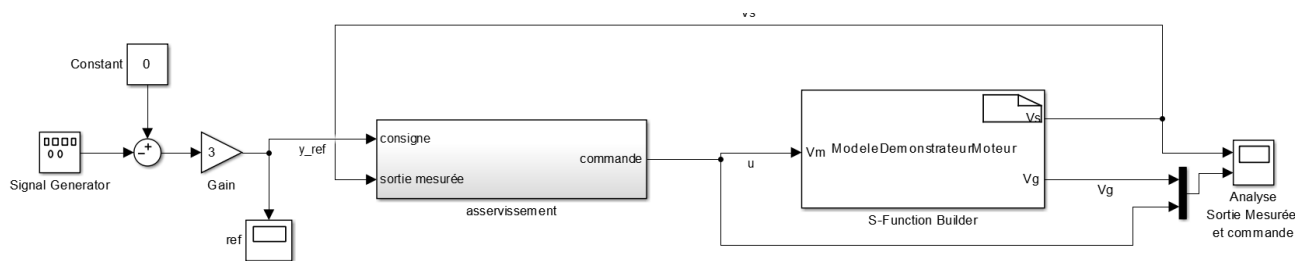 Vs
Constant
0
Signal Generator
-
+
3
Gain
ref
y_ref
consigne
sortie mesurée
commande
asservissement
u
Vm
ModeleDemonstrateurMoteur
Vs
Vg
S-Function Builder
Vg
Analyse
Sortie Mesurée
et commande